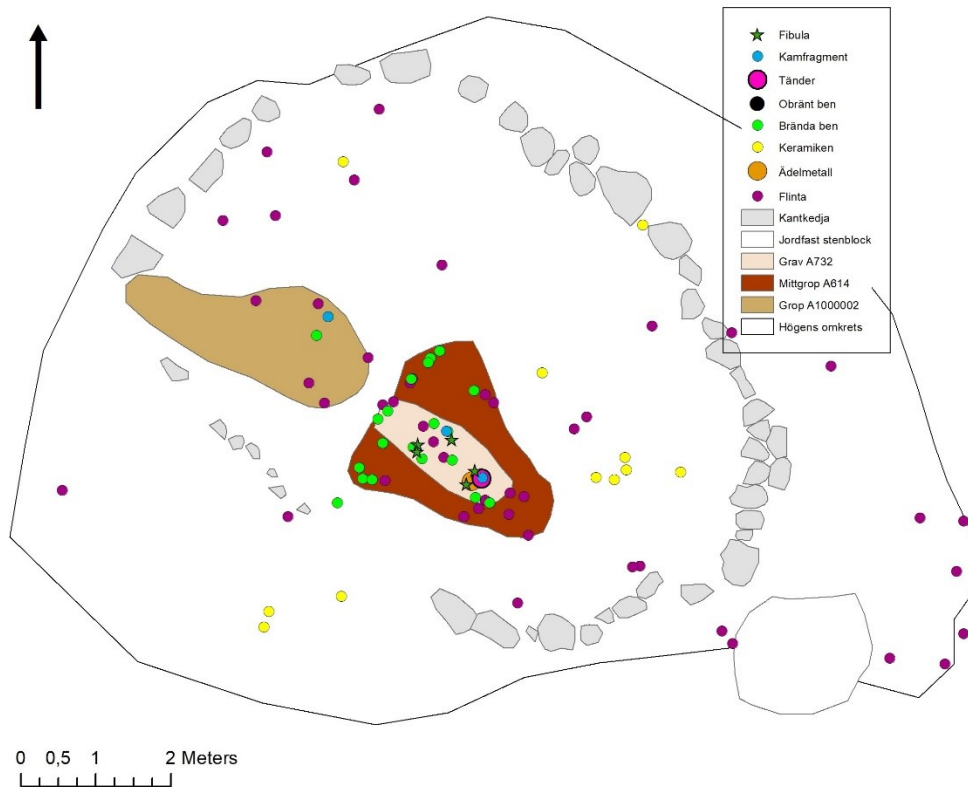 Fibula
Kamfragment
Tänder
Obränt ben
Brända ben
Keramiken
Ädelmetall
Flinta
Kantkedja
Jordfast stenblock
Grav A732
Mittgrop A614
Grop A1000002
Högens omkrets
0 0,5 1 2 Meters